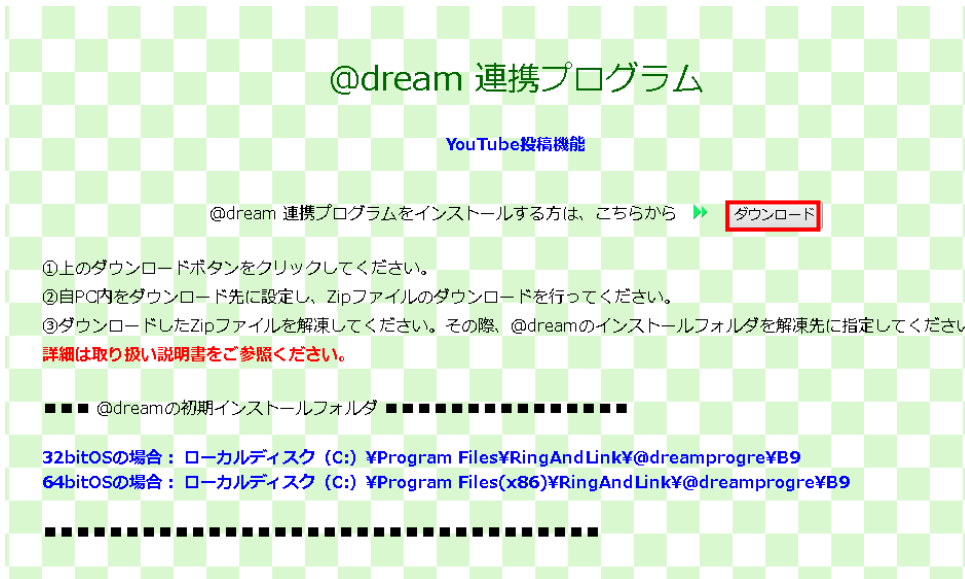 @dream 連携プログラム
YouTube投稿機能
@dream 連携プログラムをインストールする方は、こちらから ダウンロード
①上のダウンロードボタンをクリックしてください。
②自PC内をダウンロード先に設定し、Zipファイルのダウンロードを行ってください。
③ダウンロードしたZipファイルを解凍してください。その際、@dreamのインストールフォルダを解凍先に指定してくださ
詳細は取り扱い説明書をご参照ください。
■■■ @dreamの初期インストールフォルダ ■■■■■■■■■■■■■■■
32bitOSの場合： ローカルディスク（C:）¥Program Files¥RingAndLink¥@dreamprogre¥B9
64bitOSの場合： ローカルディスク（C:）¥Program Files(x86)¥RingAndLink¥@dreamprogre¥B9
■■■■■■■■■■■■■■■■■■■■■■■■■■■■■■■■■■